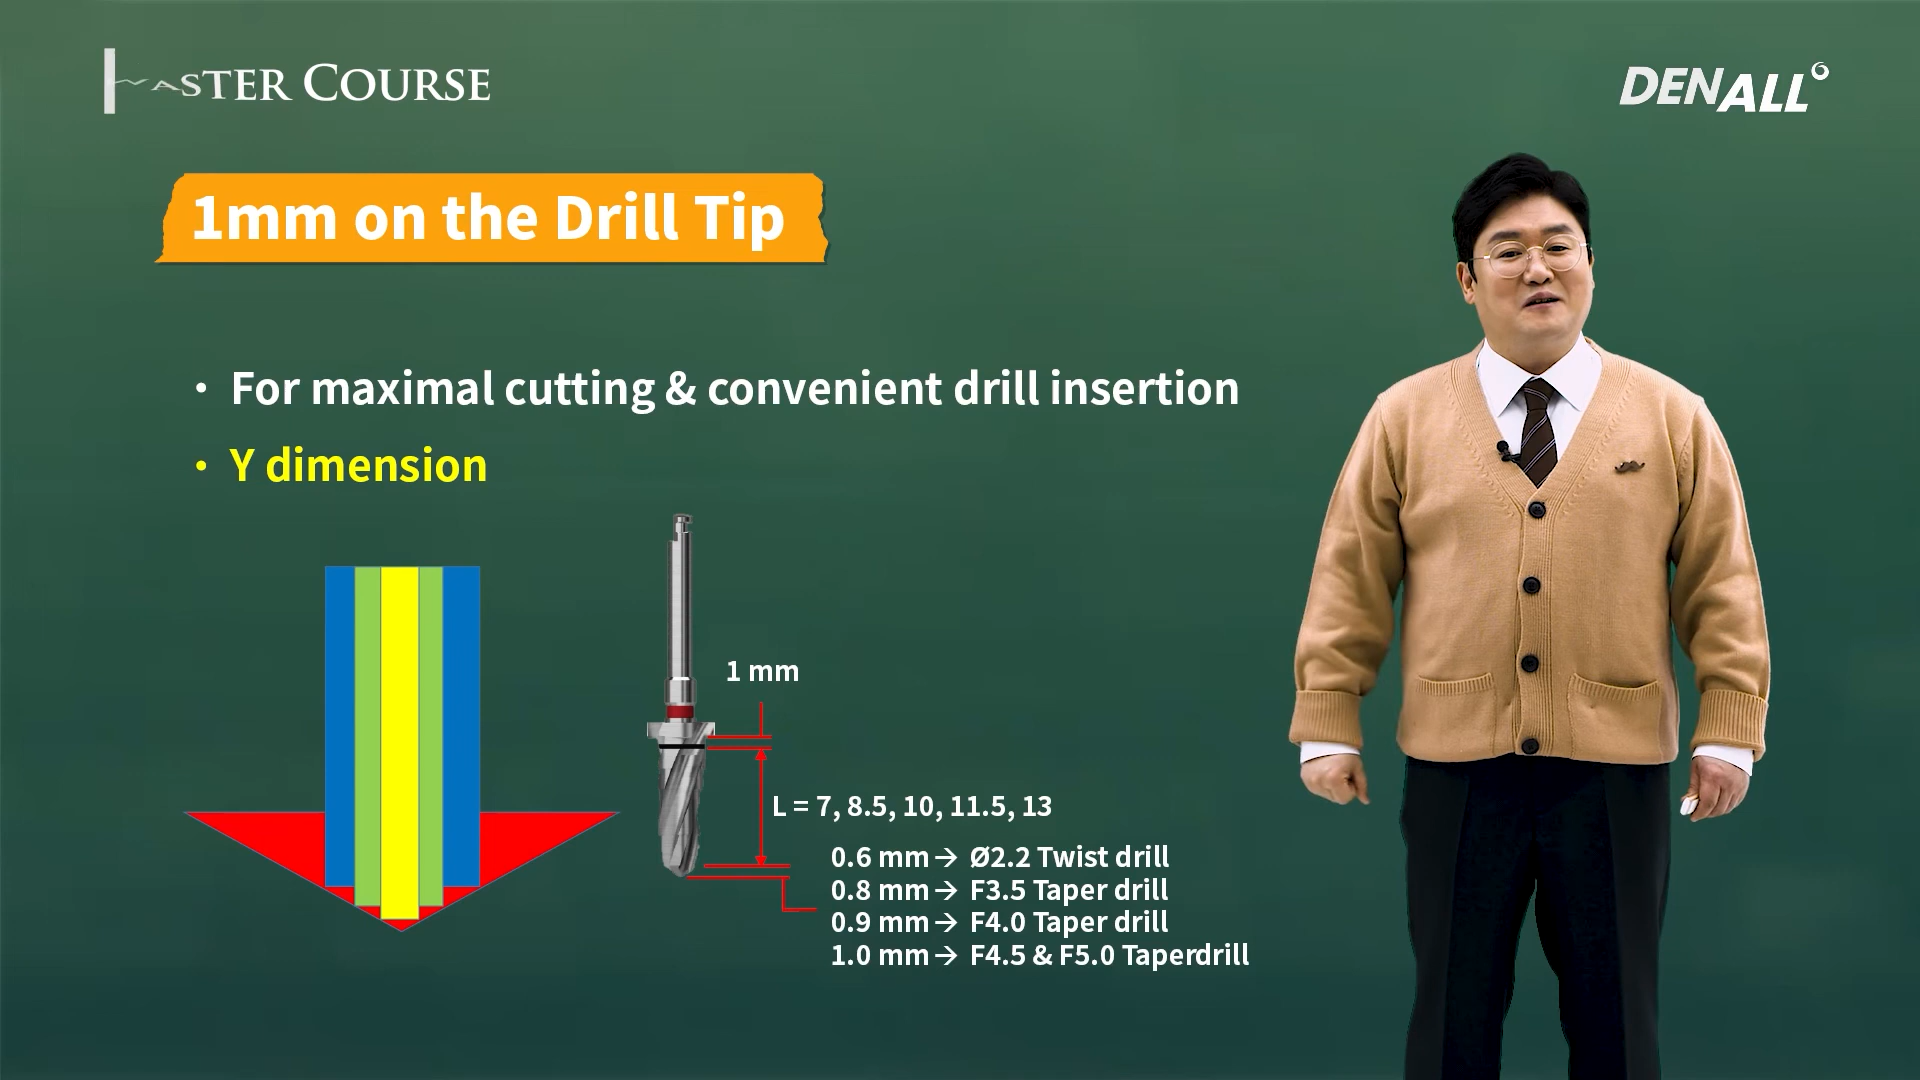 MASTER COURSE
DENALL
1mm on the Drill Tip
• For maximal cutting & convenient drill insertion
• Y dimension
1 mm
L = 7, 8.5, 10, 11.5, 13
0.6 mm→ Ø2.2 Twist drill
0.8 mm→ F3.5 Taper drill
0.9 mm→ F4.0 Taper drill
1.0 mm→ F4.5 & F5.0 Taperdrill